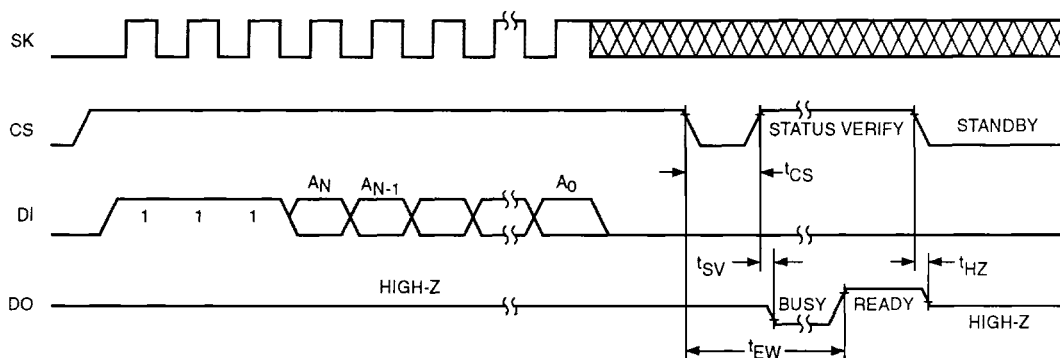 SK
CS
STATUS VERIFY
STANDBY
tCS
DI
1 1 1
AN
AN-1
A0
tSV
tHZ
DO
HIGH-Z
BUSY
READY
HIGH-Z
tEW